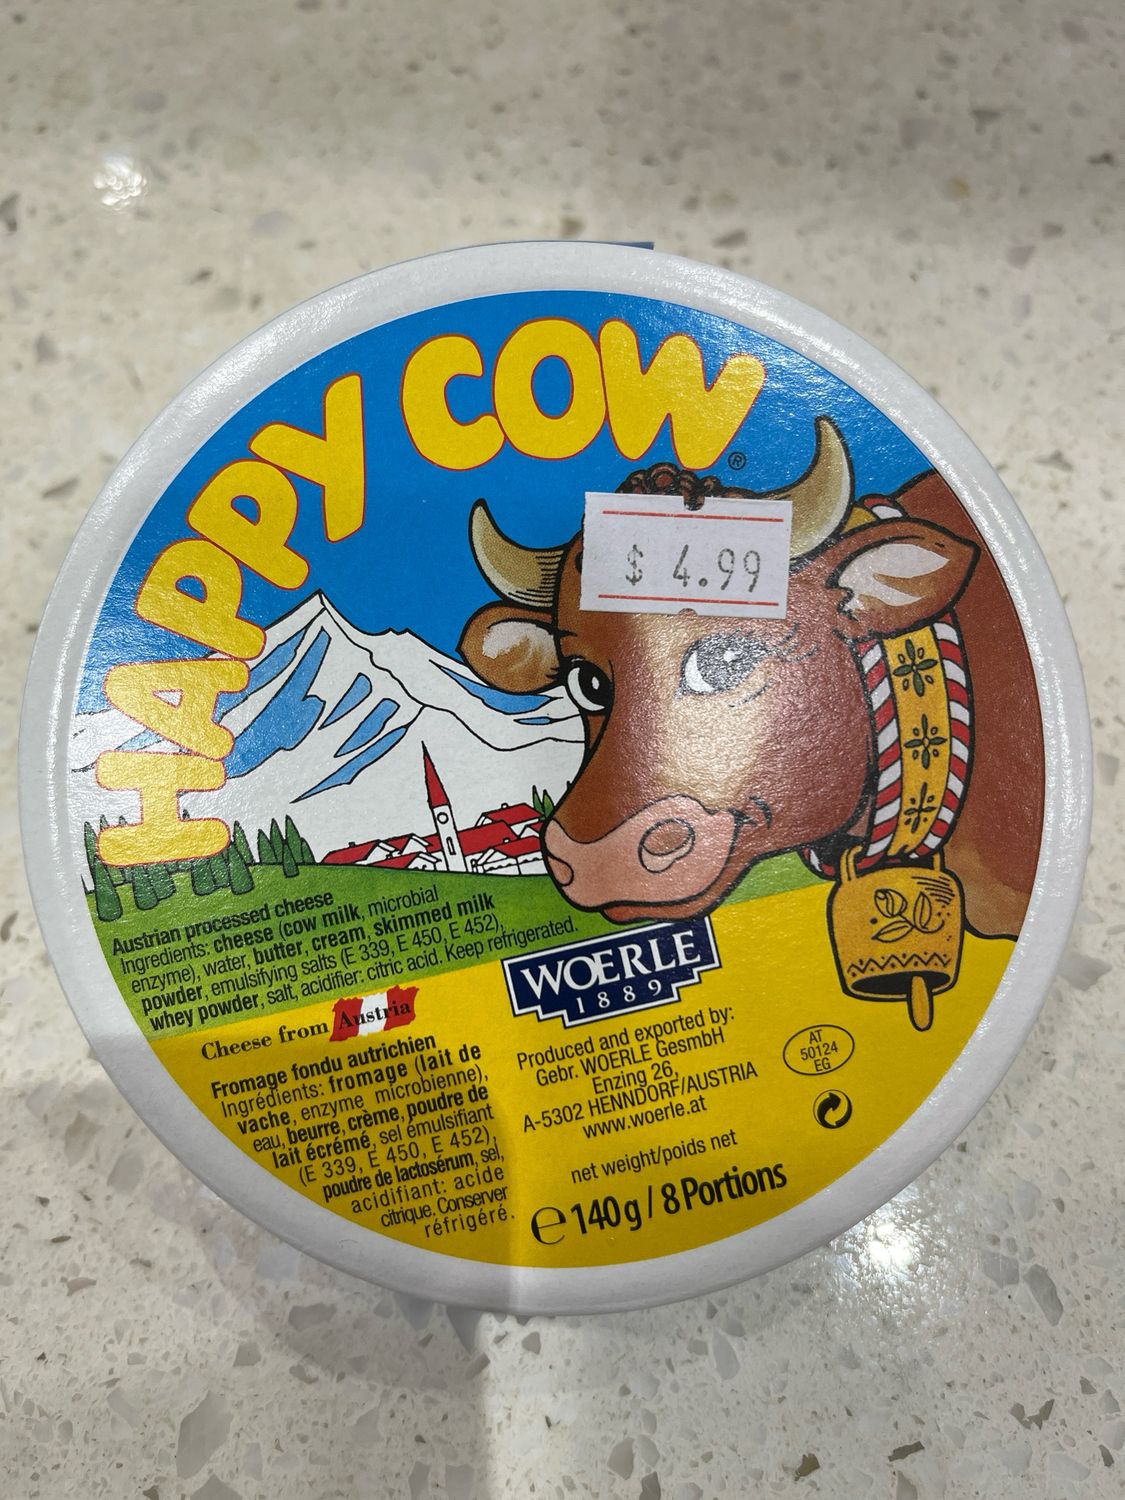 HAPPY COW
®
$ 4.99
Austrian processed cheese
Ingredients: cheese (cow milk, microbial
enzyme), water, butter, cream, skimmed milk
powder, emulsifying salts (E 339, E 450, E 452),
whey powder, salt, acidifier: citric acid. Keep refrigerated.
Cheese from Austria
Fromage fondu autrichien
Ingrédients: fromage (lait de
vache, enzyme microbienne),
eau, beurre, crème, poudre de
lait écrémé, sel émulsifiant
(E 339, E 450, E 452),
poudre de lactosérum, sel,
acidifiant: acide
citrique. Conserver
réfrigéré.
WOERLE
1889
Produced and exported by:
Gebr. WOERLE GesmbH
Enzing 26,
A-5302 HENNDORF/AUSTRIA
www.woerle.at
AT
50124
EG
net weight/poids net
e 140g / 8 Portions